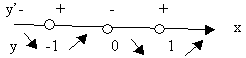 y'- + - + x
y -1 0 1